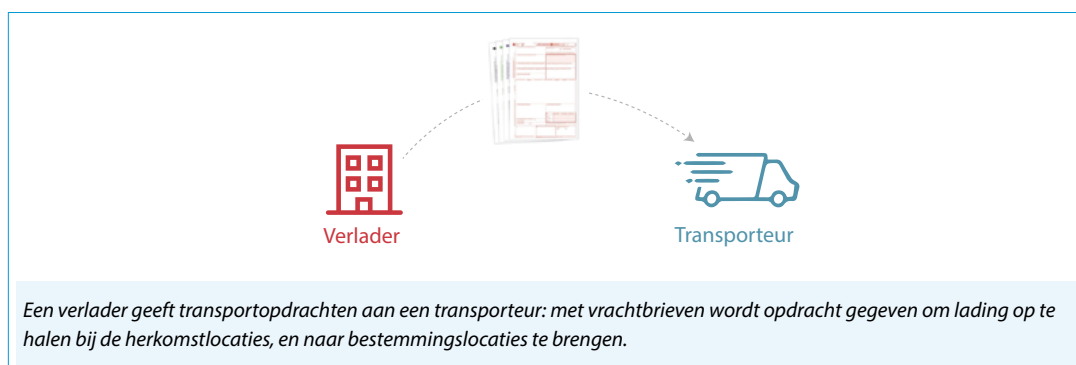 Verlader
Transporteur
Een verlader geeft transportopdrachten aan een transporteur: met vrachtbrieven wordt opdracht gegeven om lading op te
halen bij de herkomstlocaties, en naar bestemmingslocaties te brengen.